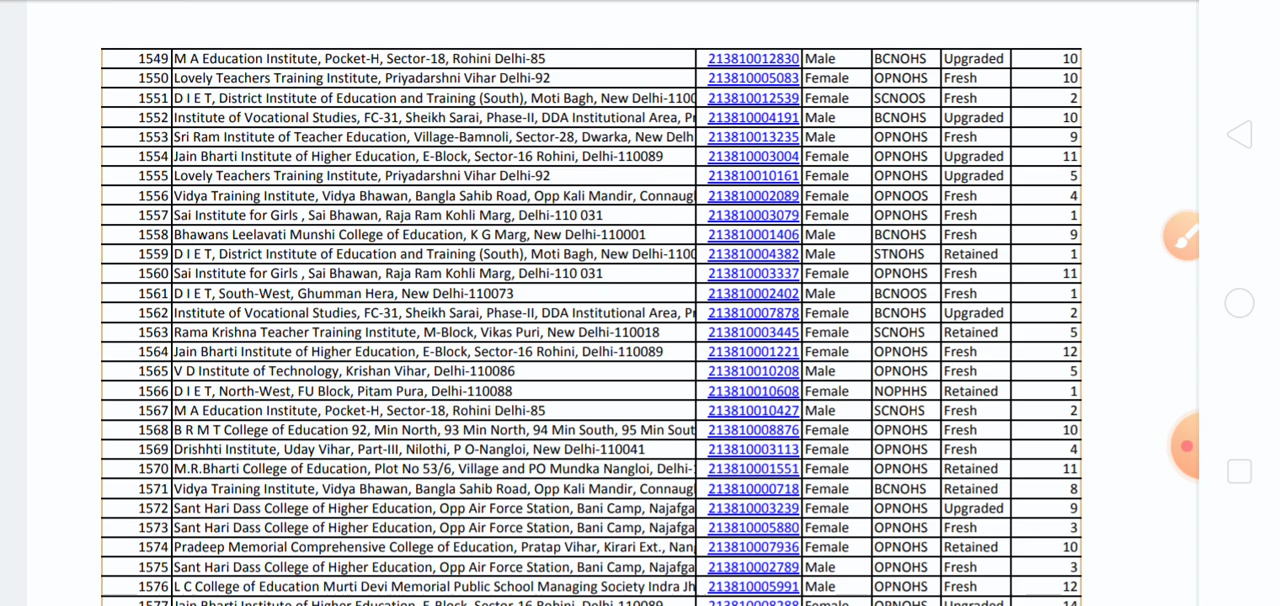 1549 M A Education Institute, Pocket-H, Sector-18, Rohini Delhi-85 213810012830 Male BCNOHS Upgraded 10
1550 Lovely Teachers Training Institute, Priyadarshni Vihar Delhi-92 213810005083 Female OPNOHS Fresh 10
1551 D I E T, District Institute of Education and Training (South), Moti Bagh, New Delhi-1100 213810012539 Female SCNOOS Fresh 2
1552 Institute of Vocational Studies, FC-31, Sheikh Sarai, Phase-II, DDA Institutional Area, Pr 213810004191 Male BCNOHS Upgraded 10
1553 Sri Ram Institute of Teacher Education, Village-Bamnoli, Sector-28, Dwarka, New Delh 213810013235 Male OPNOHS Fresh 9
1554 Jain Bharti Institute of Higher Education, E-Block, Sector-16 Rohini, Delhi-110089 213810003004 Female OPNOHS Upgraded 11
1555 Lovely Teachers Training Institute, Priyadarshni Vihar Delhi-92 213810010161 Female OPNOHS Upgraded 5
1556 Vidya Training Institute, Vidya Bhawan, Bangla Sahib Road, Opp Kali Mandir, Connaug 213810002089 Female OPNOOS Fresh 4
1557 Sai Institute for Girls , Sai Bhawan, Raja Ram Kohli Marg, Delhi-110 031 213810003079 Female OPNOHS Fresh 1
1558 Bhawans Leelavati Munshi College of Education, K G Marg, New Delhi-110001 213810001406 Male BCNOHS Fresh 9
1559 D I E T, District Institute of Education and Training (South), Moti Bagh, New Delhi-1100 213810004382 Male STNOHS Retained 1
1560 Sai Institute for Girls , Sai Bhawan, Raja Ram Kohli Marg, Delhi-110 031 213810003337 Female OPNOHS Fresh 11
1561 D I E T, South-West, Ghumman Hera, New Delhi-110073 213810002402 Male BCNOOS Fresh 1
1562 Institute of Vocational Studies, FC-31, Sheikh Sarai, Phase-II, DDA Institutional Area, Pr 213810007878 Female BCNOHS Upgraded 2
1563 Rama Krishna Teacher Training Institute, M-Block, Vikas Puri, New Delhi-110018 213810003445 Female SCNOHS Retained 5
1564 Jain Bharti Institute of Higher Education, E-Block, Sector-16 Rohini, Delhi-110089 213810001221 Female OPNOHS Fresh 12
1565 V D Institute of Technology, Krishan Vihar, Delhi-110086 213810010208 Male OPNOHS Fresh 5
1566 D I E T, North-West, FU Block, Pitam Pura, Delhi-110088 213810010608 Female NOPHHS Retained 1
1567 M A Education Institute, Pocket-H, Sector-18, Rohini Delhi-85 213810010427 Male SCNOHS Fresh 2
1568 B R M T College of Education 92, Min North, 93 Min North, 94 Min South, 95 Min Sout 213810008876 Female OPNOHS Fresh 10
1569 Drishhti Institute, Uday Vihar, Part-III, Nilothi, P O-Nangloi, New Delhi-110041 213810003113 Female OPNOHS Fresh 4
1570 M.R.Bharti College of Education, Plot No 53/6, Village and PO Mundka Nangloi, Delhi- 213810001551 Female OPNOHS Retained 11
1571 Vidya Training Institute, Vidya Bhawan, Bangla Sahib Road, Opp Kali Mandir, Connaug 213810000718 Female BCNOHS Retained 8
1572 Sant Hari Dass College of Higher Education, Opp Air Force Station, Bani Camp, Najafga 213810003239 Female OPNOHS Upgraded 9
1573 Sant Hari Dass College of Higher Education, Opp Air Force Station, Bani Camp, Najafga 213810005880 Female OPNOHS Fresh 3
1574 Pradeep Memorial Comprehensive College of Education, Pratap Vihar, Kirari Ext., Nan 213810007936 Female OPNOHS Retained 10
1575 Sant Hari Dass College of Higher Education, Opp Air Force Station, Bani Camp, Najafga 213810002789 Male OPNOHS Fresh 3
1576 L C College of Education Murti Devi Memorial Public School Managing Society Indra Jh 213810005991 Male OPNOHS Fresh 12
1577 Jain Bharti Institute of Higher Education, E-Block, Sector-16 Rohini, Delhi-110089 213810008288 Female OPNOHS Upgraded 14